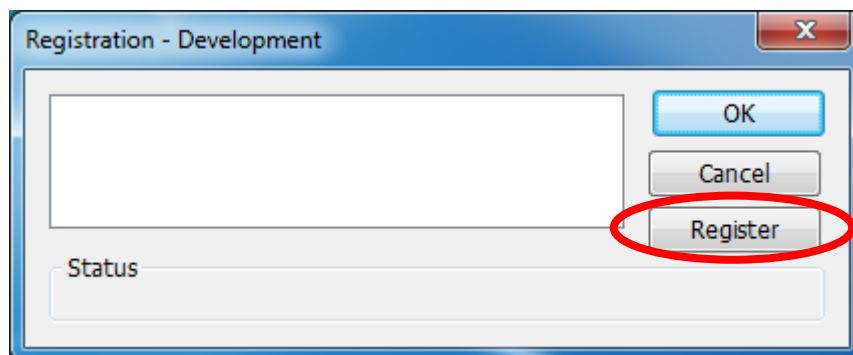 Registration - Development
OK
Cancel
Register
Status